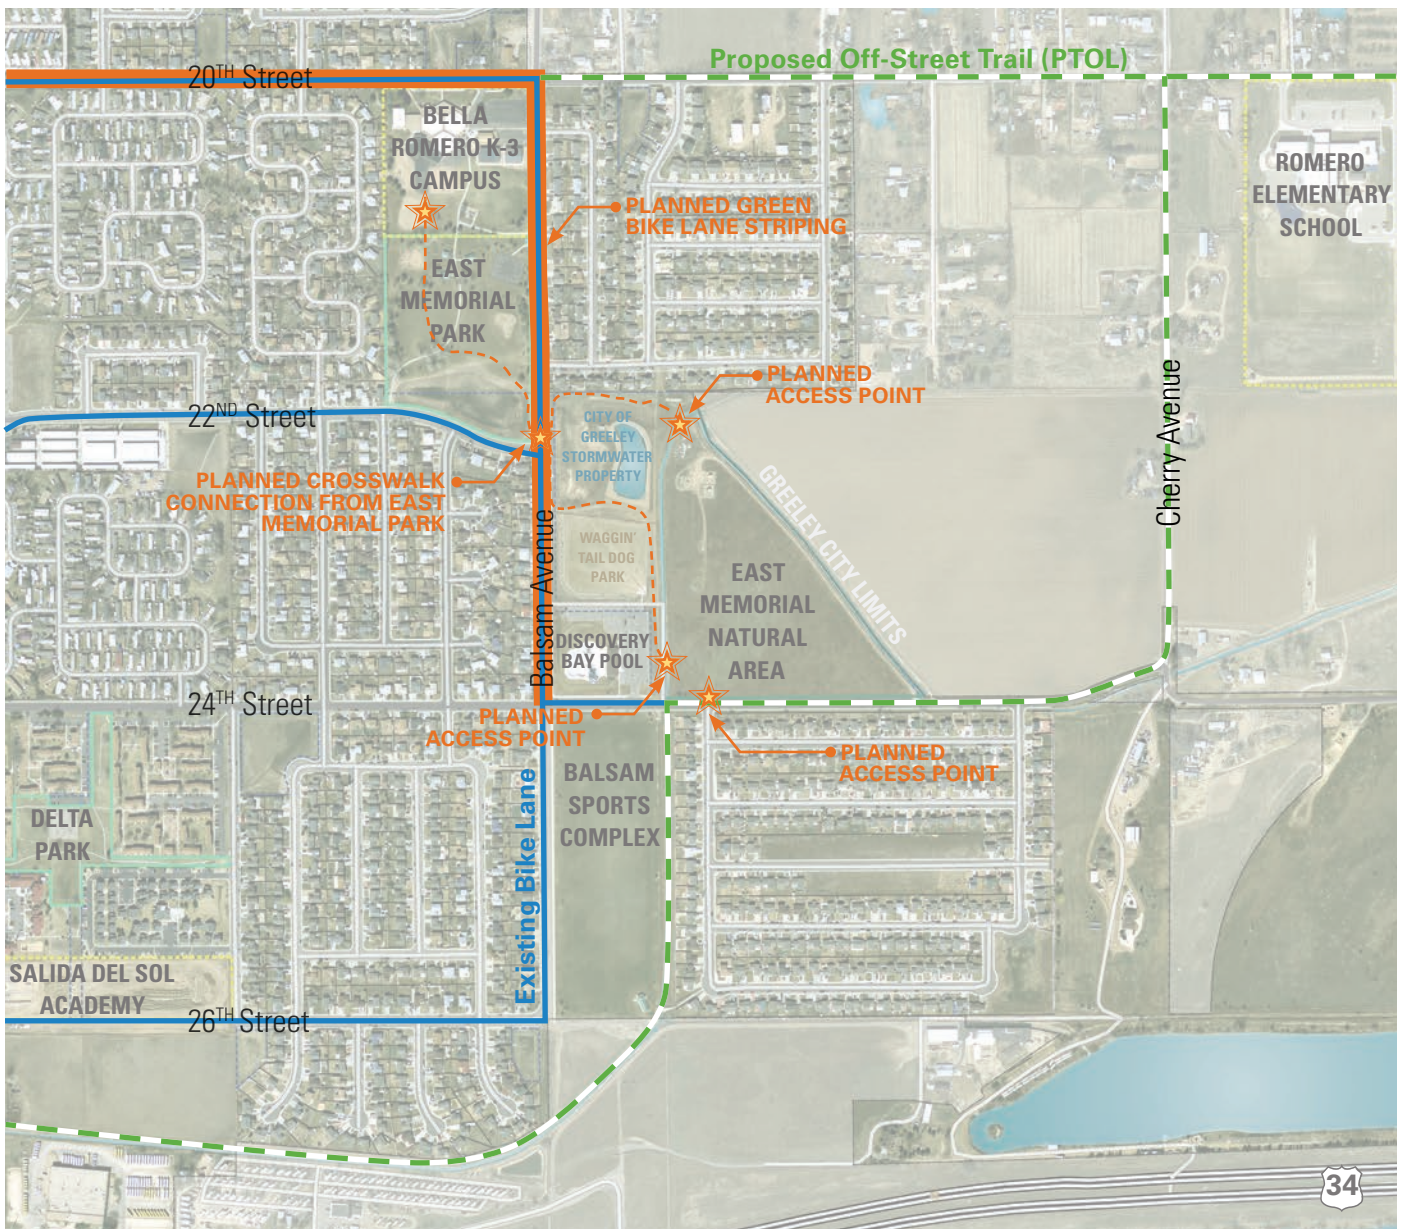 Proposed Off-Street Trail (PTOL)
20TH Street
BELLA
ROMERO K-3
CAMPUS
ROMERO
ELEMENTARY
SCHOOL
PLANNED GREEN
BIKE LANE STRIPING
EAST
MEMORIAL
PARK
PLANNED
ACCESS POINT
22ND Street
CITY OF
GREELEY
STORMWATER
PROPERTY
Cherry Avenue
PLANNED CROSSWALK
CONNECTION FROM EAST
MEMORIAL PARK
GREELEY CITY LIMITS
WAGGIN'
TAIL DOG
PARK
Balsam Avenue
EAST
MEMORIAL
NATURAL
AREA
DISCOVERY
BAY POOL
24TH Street
PLANNED
ACCESS POINT
PLANNED
ACCESS POINT
BALSAM
SPORTS
COMPLEX
DELTA
PARK
Existing Bike Lane
SALIDA DEL SOL
ACADEMY
26TH Street
34